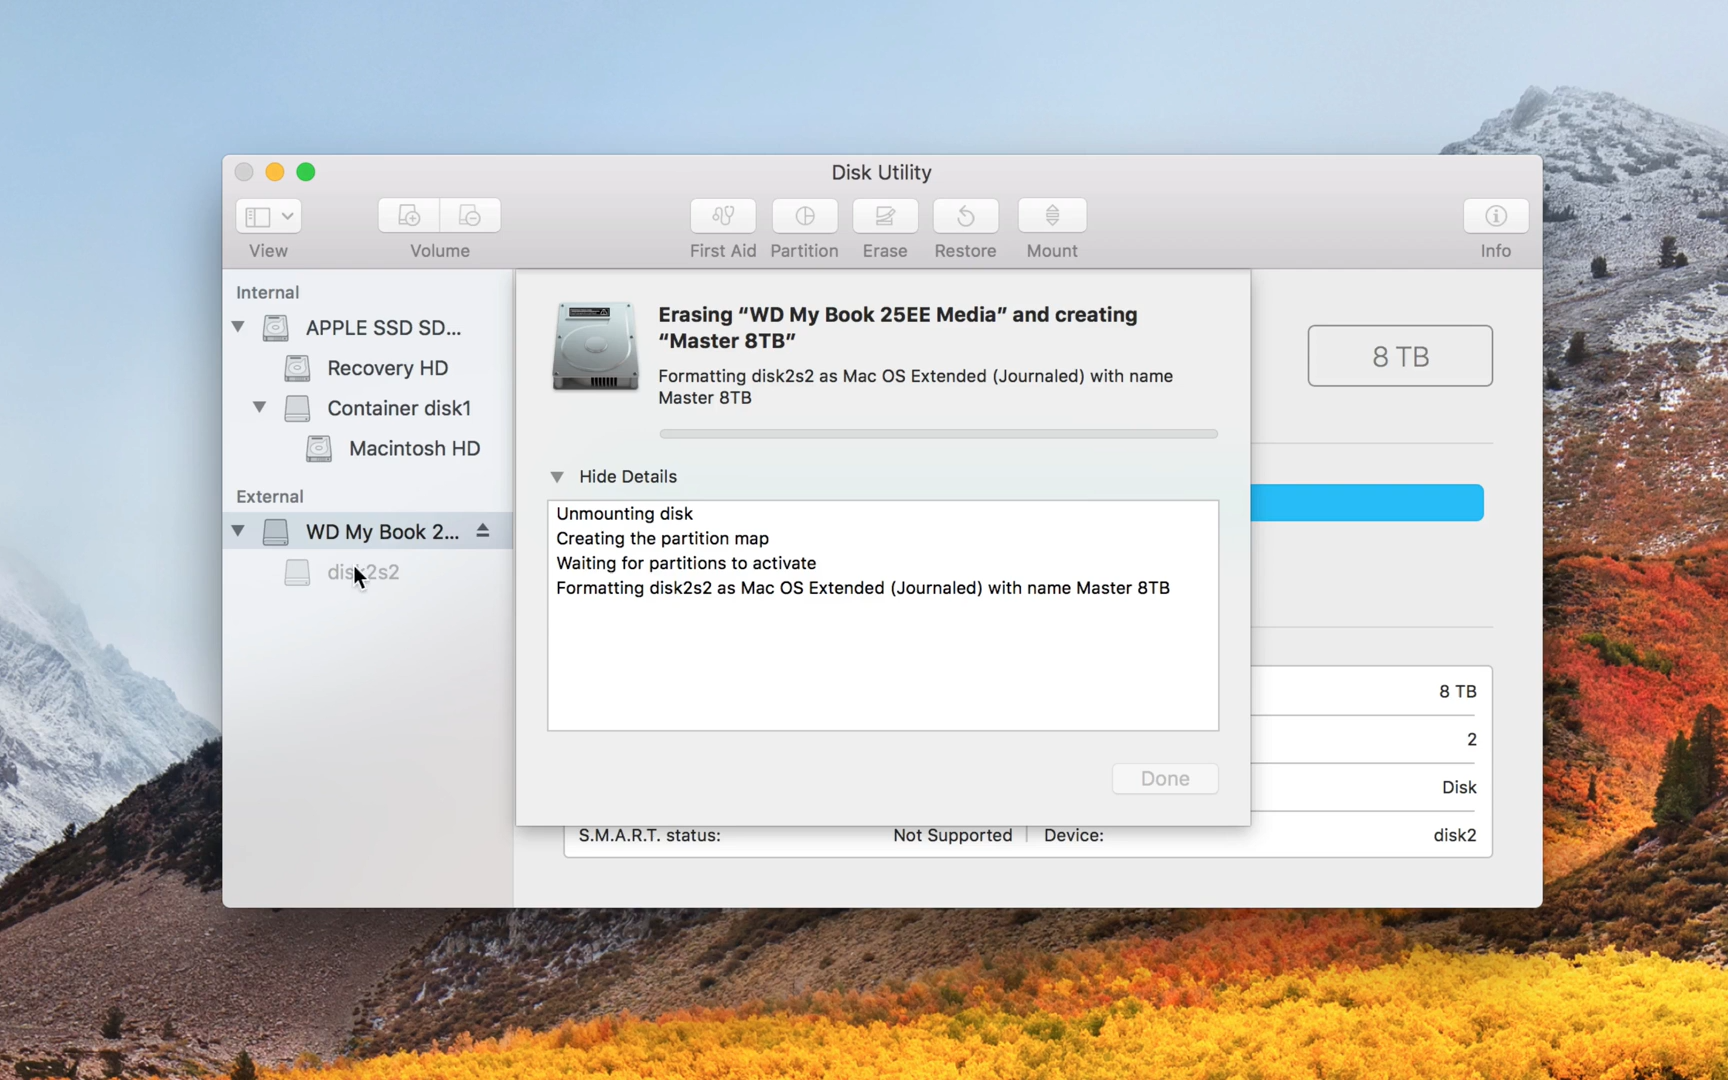 Disk Utility
View
Volume
First Aid
Partition
Erase
Restore
Mount
Info
Internal
APPLE SSD SD...
Recovery HD
Container disk1
Macintosh HD
External
WD My Book 2...
disk2s2
Erasing “WD My Book 25EE Media” and creating
“Master 8TB”
Formatting disk2s2 as Mac OS Extended (Journaled) with name
Master 8TB
Hide Details
Unmounting disk
Creating the partition map
Waiting for partitions to activate
Formatting disk2s2 as Mac OS Extended (Journaled) with name Master 8TB
Done
8 TB
8 TB
2
Disk
S.M.A.R.T. status: Not Supported
Device: disk2